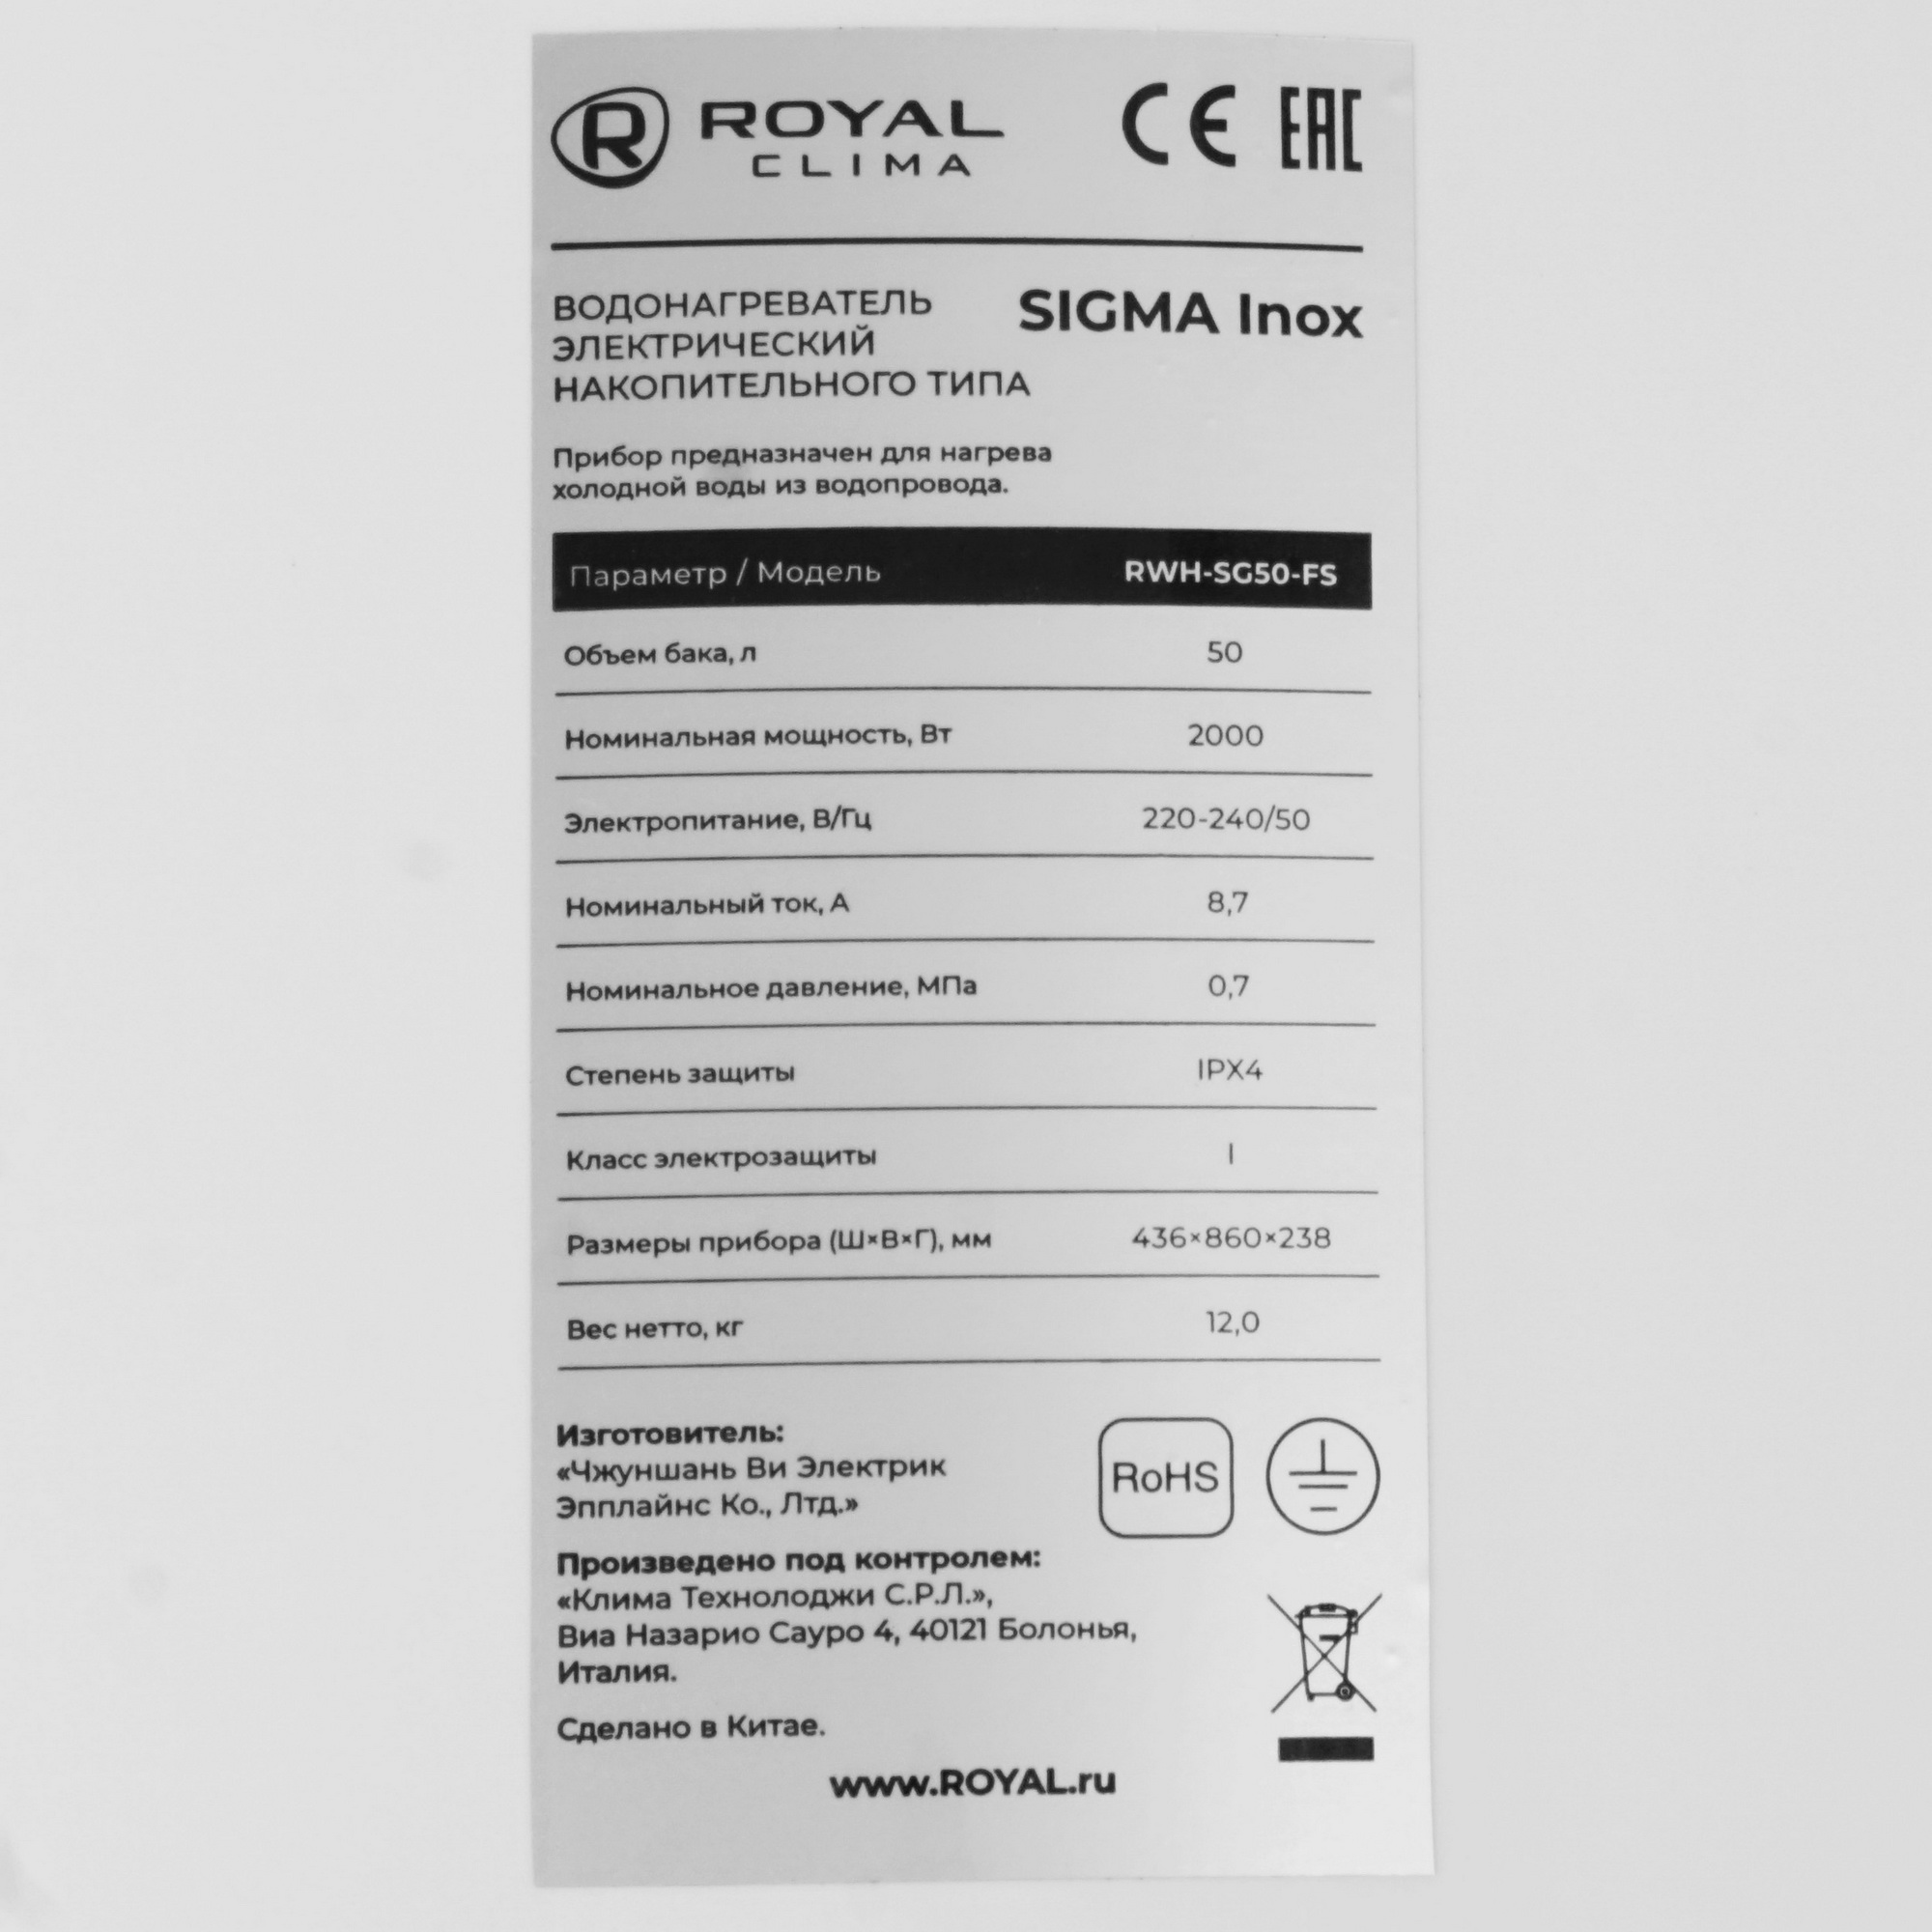 R ROYAL CLIMA CE EAC
ВОДОНАГРЕВАТЕЛЬ
ЭЛЕКТРИЧЕСКИЙ
НАКОПИТЕЛЬНОГО ТИПА
SIGMA Inox
Прибор предназначен для нагрева
холодной воды из водопровода.
Параметр / Модель RWH-SG50-FS
Объем бака, л 50
Номинальная мощность, Вт 2000
Электропитание, В/Гц 220-240/50
Номинальный ток, А 8,7
Номинальное давление, МПа 0,7
Степень защиты IPX4
Класс электрозащиты I
Размеры прибора (Ш×В×Г), мм 436×860×238
Вес нетто, кг 12,0
Изготовитель:
«Чжуншань Ви Электрик
Эпплайнс Ко., Лтд.»
RoHS
Произведено под контролем:
«Клима Технолоджи С.Р.Л.»,
Виа Назарио Сауро 4, 40121 Болонья,
Италия.
Сделано в Китае.
www.ROYAL.ru